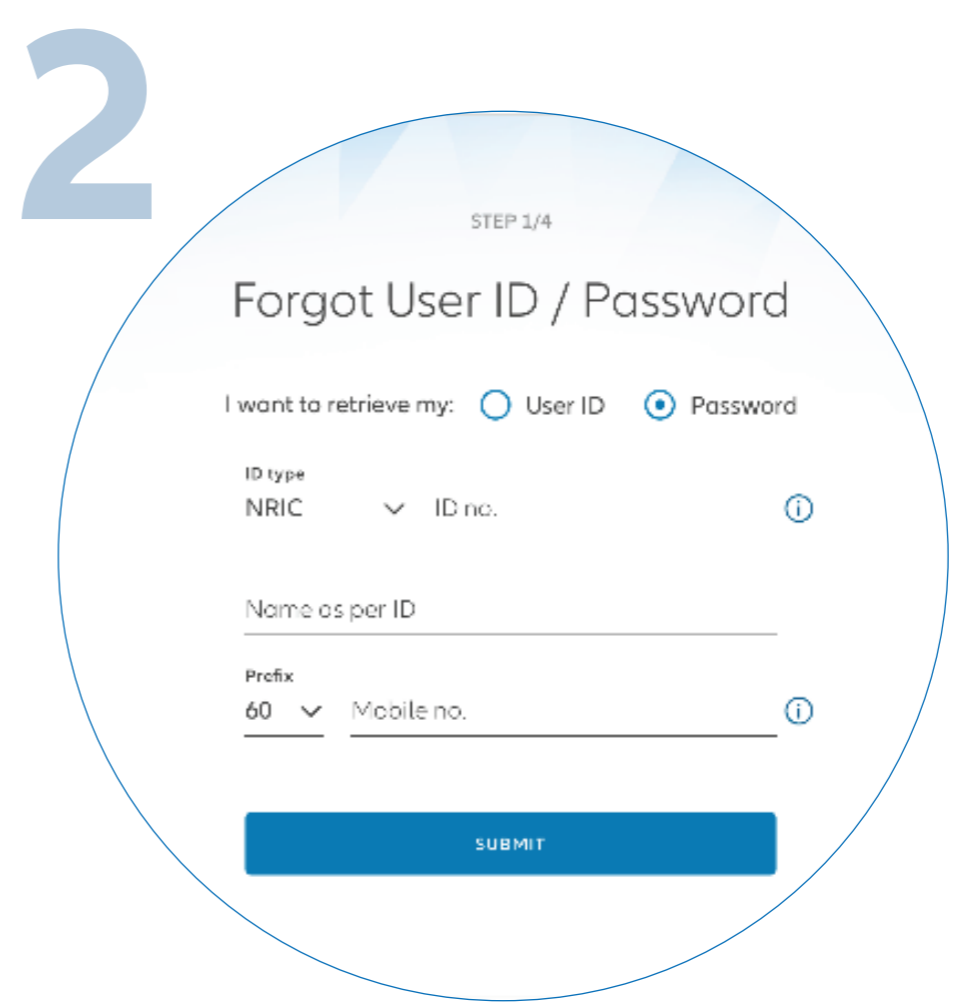 2
STEP 1/4
Forgot User ID / Password
I want to retrieve my: User ID Password
ID type
NRIC ID no.
Name as per ID
Prefix
60 Mobile no.
SUBMIT